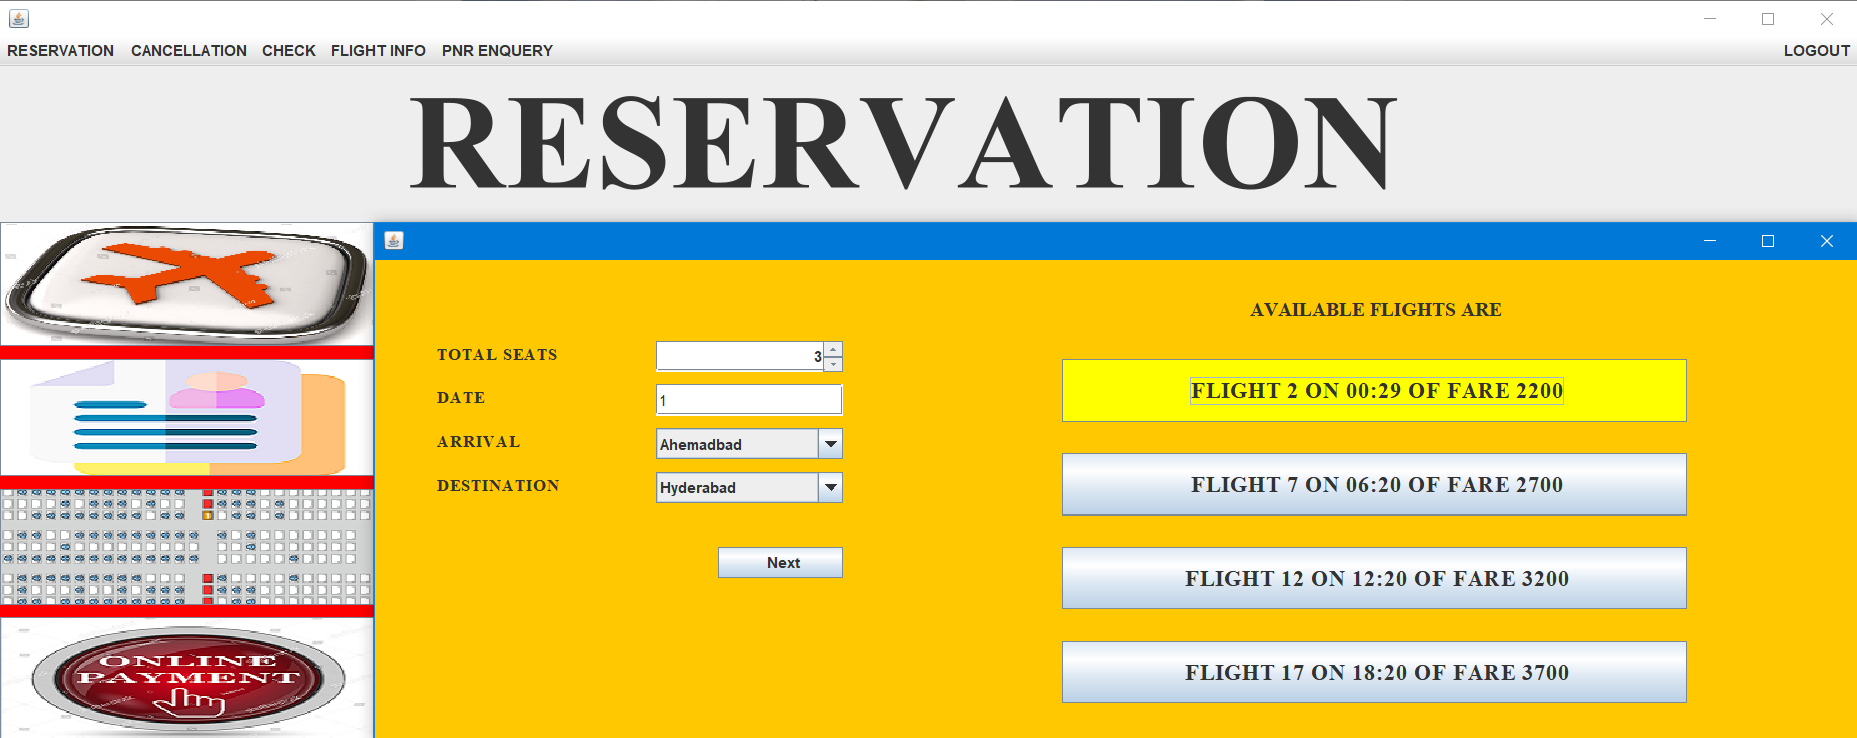 RESERVATION CANCELLATION CHECK FLIGHT INFO PNR ENQUERY LOGOUT
RESERVATION
AVAILABLE FLIGHTS ARE
TOTAL SEATS 3
DATE 1
ARRIVAL Ahemadbad
DESTINATION Hyderabad
Next
FLIGHT 2 ON 00:29 OF FARE 2200
FLIGHT 7 ON 06:20 OF FARE 2700
FLIGHT 12 ON 12:20 OF FARE 3200
FLIGHT 17 ON 18:20 OF FARE 3700
ONLINE
PAYMENT